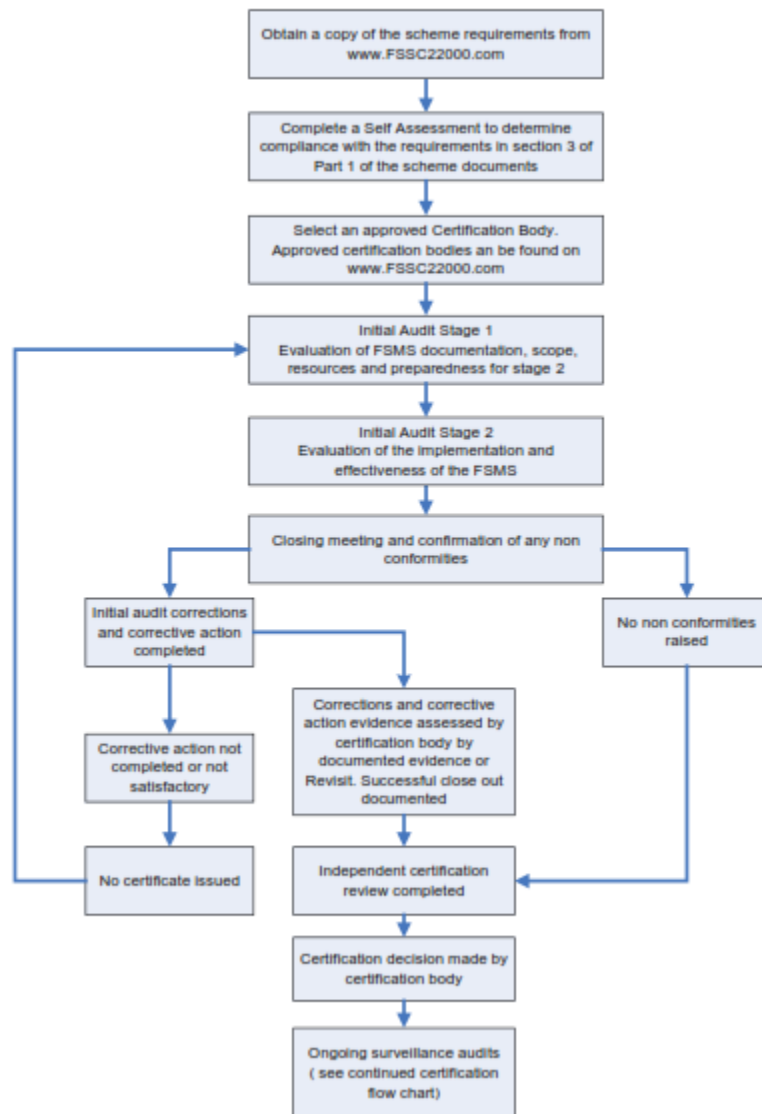 Obtain a copy of the scheme requirements from
www.FSSC22000.com
Complete a Self Assessment to determine
compliance with the requirements in section 3 of
Part 1 of the scheme documents
Select an approved Certification Body.
Approved certification bodies an be found on
www.FSSC22000.com
Initial Audit Stage 1
Evaluation of FSMS documentation, scope,
resources and preparedness for stage 2
Initial Audit Stage 2
Evaluation of the implementation and
effectiveness of the FSMS
Closing meeting and confirmation of any non
conformities
Initial audit corrections
and corrective action
completed
No non conformities
raised
Corrections and corrective
action evidence assessed by
certification body by
documented evidence or
Revisit. Successful close out
documented
Corrective action not
completed or not
satisfactory
No certificate issued
Independent certification
review completed
Certification decision made by
certification body
Ongoing surveillance audits
( see continued certification
flow chart)